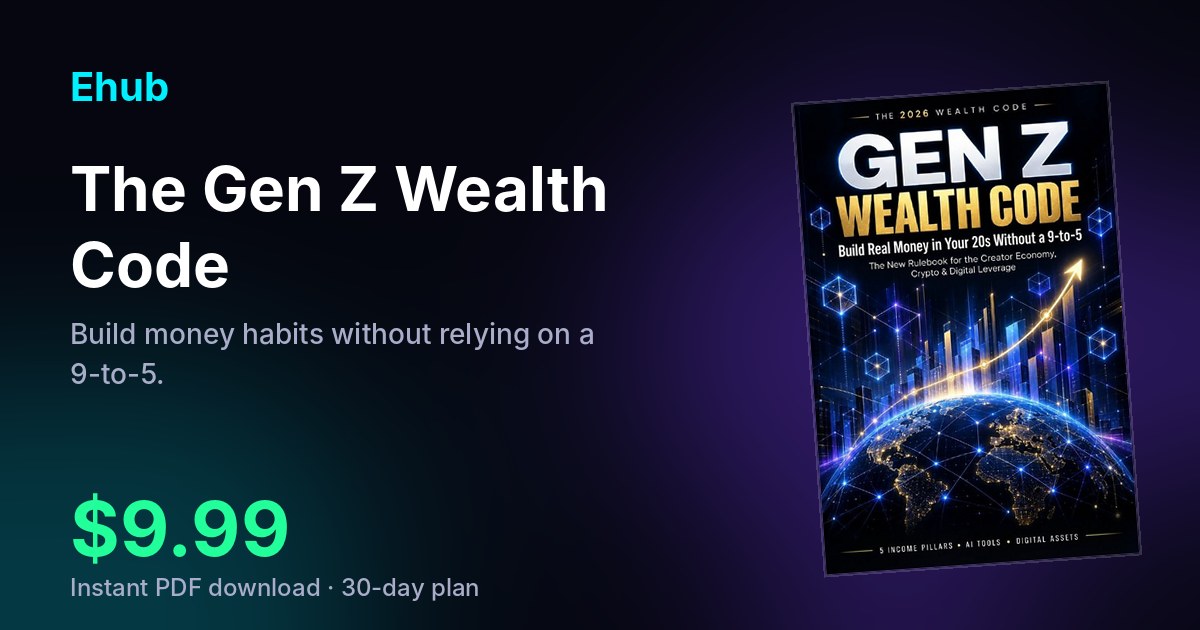 Ehub
The Gen Z Wealth
Code
Build money habits without relying on a
9-to-5.
$9.99
Instant PDF download · 30-day plan
THE 2026 WEALTH CODE
GEN Z
WEALTH CODE
Build Real Money in Your 20s Without a 9-to-5
The New Rulebook for the Creator Economy,
Crypto & Digital Leverage
5 INCOME PILLARS • AI TOOLS • DIGITAL ASSETS